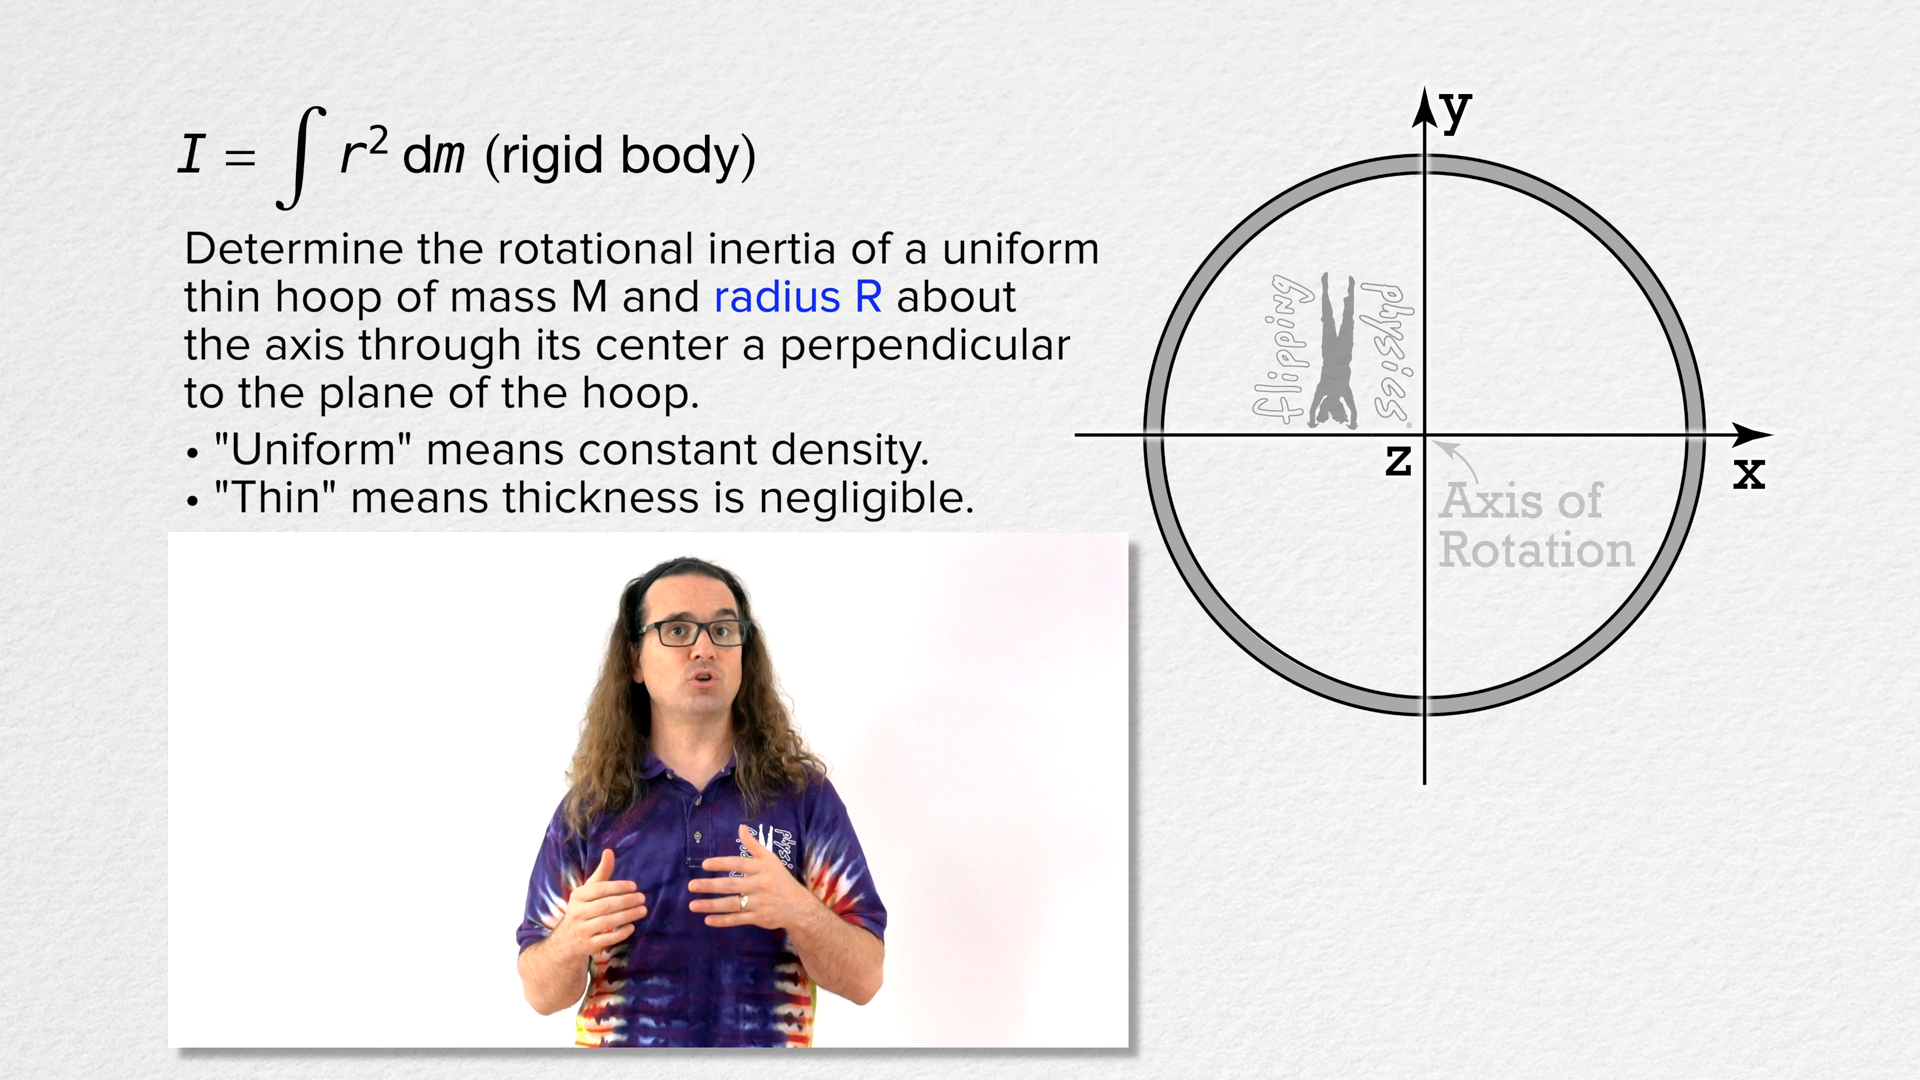 I = ∫ r² dm (rigid body)
Determine the rotational inertia of a uniform
thin hoop of mass M and radius R about
the axis through its center a perpendicular
to the plane of the hoop.
• "Uniform" means constant density.
• "Thin" means thickness is negligible.
y
flipping
physics
z
x
Axis of
Rotation